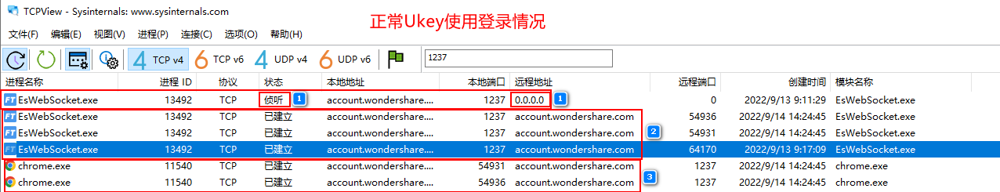 TCPView - Sysinternals: www.sysinternals.com
正常Ukey使用登录情况
文件(F) 编辑(E) 视图(V) 进程(P) 连接(C) 选项(O) 帮助(H)
4 TCP v4 6 TCP v6 4 UDP v4 6 UDP v6 1237
进程名称 进程 ID 协议 状态 本地地址 本地端口 远程地址 远程端口 创建时间 模块名称
FT EsWebSocket.exe 13492 TCP 侦听 1 account.wondershare.... 1237 0.0.0.0 1 0 2022/9/13 9:11:29 EsWebSocket.exe
FT EsWebSocket.exe 13492 TCP 已建立 account.wondershare.... 1237 account.wondershare.com 54936 2022/9/14 14:24:45 EsWebSocket.exe
FT EsWebSocket.exe 13492 TCP 已建立 account.wondershare.... 1237 account.wondershare.com 2 54931 2022/9/14 14:24:45 EsWebSocket.exe
FT EsWebSocket.exe 13492 TCP 已建立 account.wondershare.... 1237 account.wondershare.com 64170 2022/9/13 9:17:09 EsWebSocket.exe
chrome.exe 11540 TCP 已建立 account.wondershare.... 54931 account.wondershare.com 1237 2022/9/14 14:24:45 chrome.exe
chrome.exe 11540 TCP 已建立 account.wondershare.... 54936 account.wondershare.com 3 1237 2022/9/14 14:24:45 chrome.exe